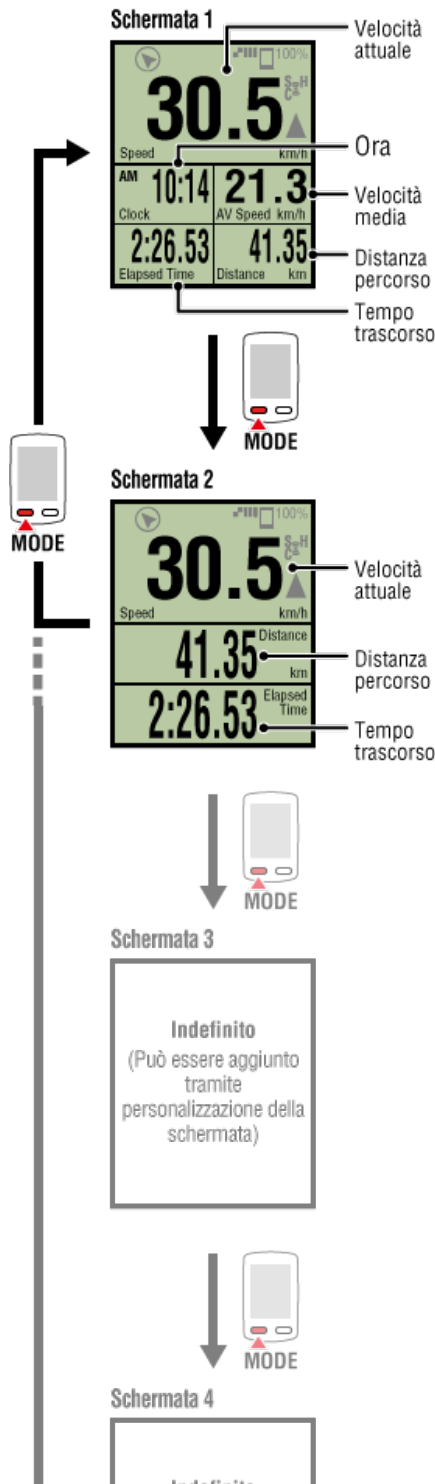 Schermata 1
100%
30.5
Speed km/h
Velocità
attuale
AM 10:14
Clock
Ora
21.3
AV Speed km/h
Velocità
media
2:26.53
Elapsed Time
41.35
Distance km
Distanza
percorso
Tempo
trascorso
MODE
MODE
Schermata 2
100%
30.5
Speed km/h
Velocità
attuale
41.35
Distance
km
Distanza
percorso
2:26.53
Elapsed
Time
Tempo
trascorso
MODE
Schermata 3
Indefinito
(Può essere aggiunto
tramite
personalizzazione della
schermata)
MODE
Schermata 4
Indefinito